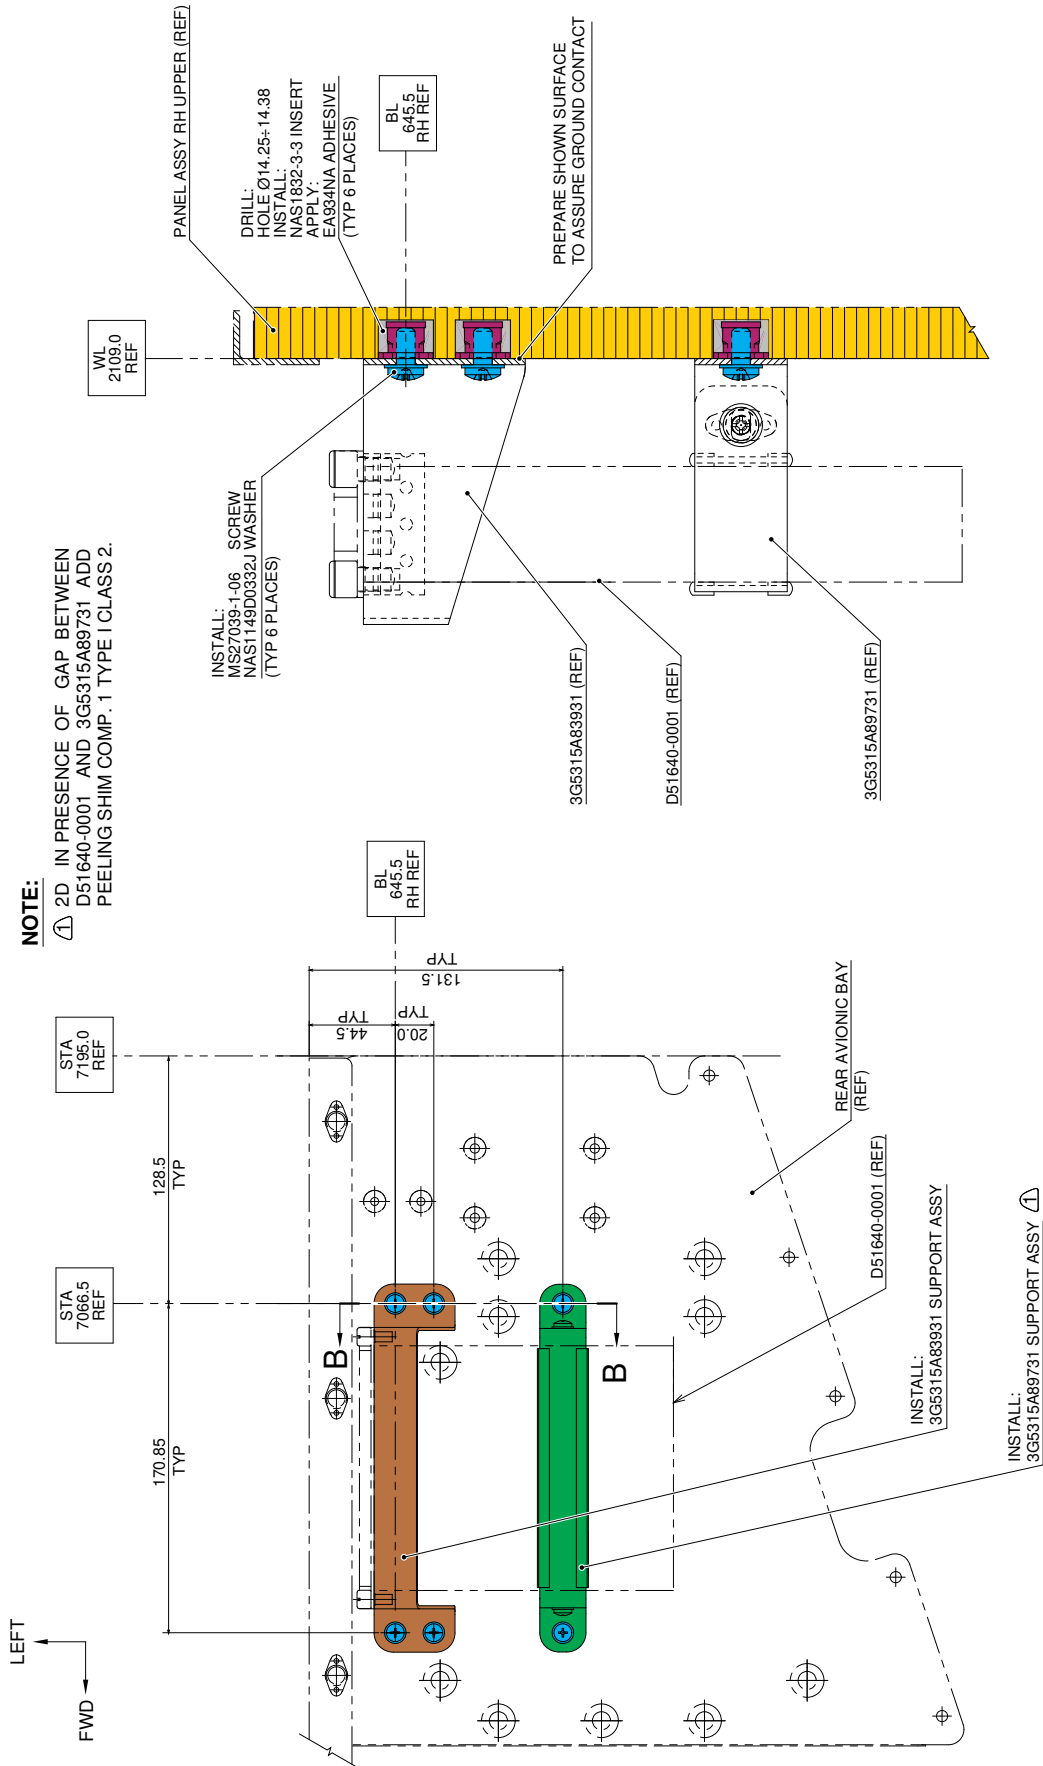 NOTE:
1 2D IN PRESENCE OF GAP BETWEEN
D51640-0001 AND 3G5315A89731 ADD
PEELING SHIM COMP. 1 TYPE I CLASS 2.
LEFT
FWD
STA
7066.5
REF
STA
7195.0
REF
170.85
TYP
128.5
TYP
44.5
TYP
20.0
TYP
131.5
TYP
BL
645.5
RH REF
B
B
REAR AVIONIC BAY
(REF)
D51640-0001 (REF)
INSTALL:
3G5315A83931 SUPPORT ASSY
INSTALL:
3G5315A89731 SUPPORT ASSY 1
WL
2109.0
REF
PANEL ASSY RH UPPER (REF)
DRILL:
HOLE Ø14.25÷14.38
INSTALL:
NAS1832-3-3 INSERT
APPLY:
EA934NA ADHESIVE
(TYP 6 PLACES)
BL
645.5
RH REF
INSTALL:
MS27039-1-06 SCREW
NAS1149D0332J WASHER
(TYP 6 PLACES)
PREPARE SHOWN SURFACE
TO ASSURE GROUND CONTACT
3G5315A83931 (REF)
D51640-0001 (REF)
3G5315A89731 (REF)